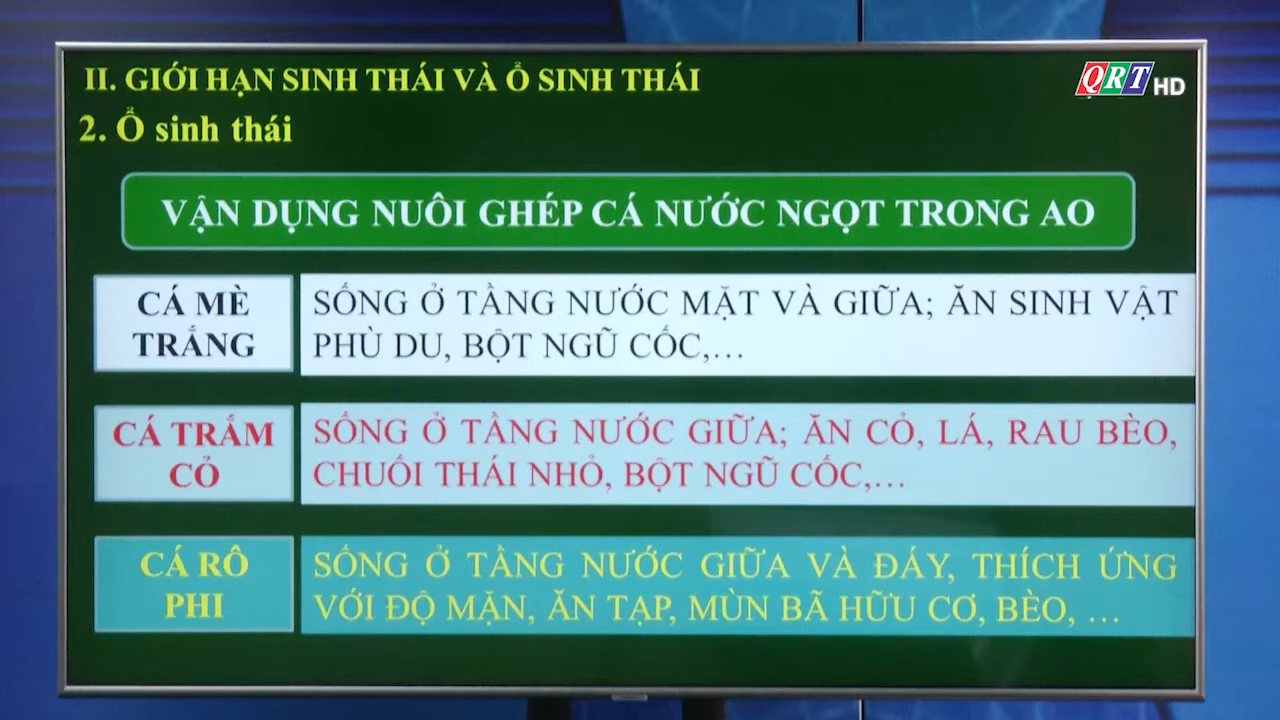 II. GIỚI HẠN SINH THÁI VÀ Ổ SINH THÁI
QRT HD
2. Ổ sinh thái
VẬN DỤNG NUÔI GHÉP CÁ NƯỚC NGỌT TRONG AO
CÁ MÈ
TRẮNG
SỐNG Ở TẦNG NƯỚC MẶT VÀ GIỮA; ĂN SINH VẬT
PHÙ DU, BỘT NGŨ CỐC,...
CÁ TRẮM
CỎ
SỐNG Ở TẦNG NƯỚC GIỮA; ĂN CỎ, LÁ, RAU BÈO,
CHUỐI THÁI NHỎ, BỘT NGŨ CỐC,...
CÁ RÔ
PHI
SỐNG Ở TẦNG NƯỚC GIỮA VÀ ĐÁY, THÍCH ỨNG
VỚI ĐỘ MẶN, ĂN TẠP, MÙN BÃ HỮU CƠ, BÈO, ...